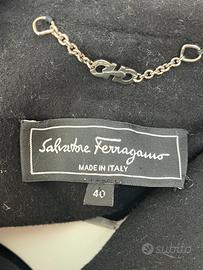 Salvatore Ferragamo
MADE IN ITALY
40
subito